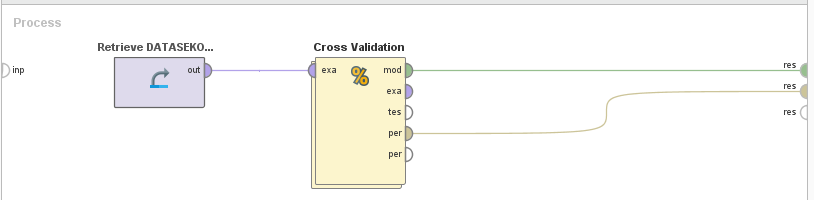 Process
Retrieve DATASEKO...
Cross Validation
inp
out
exa
%
mod
exa
tes
per
per
res
res
res